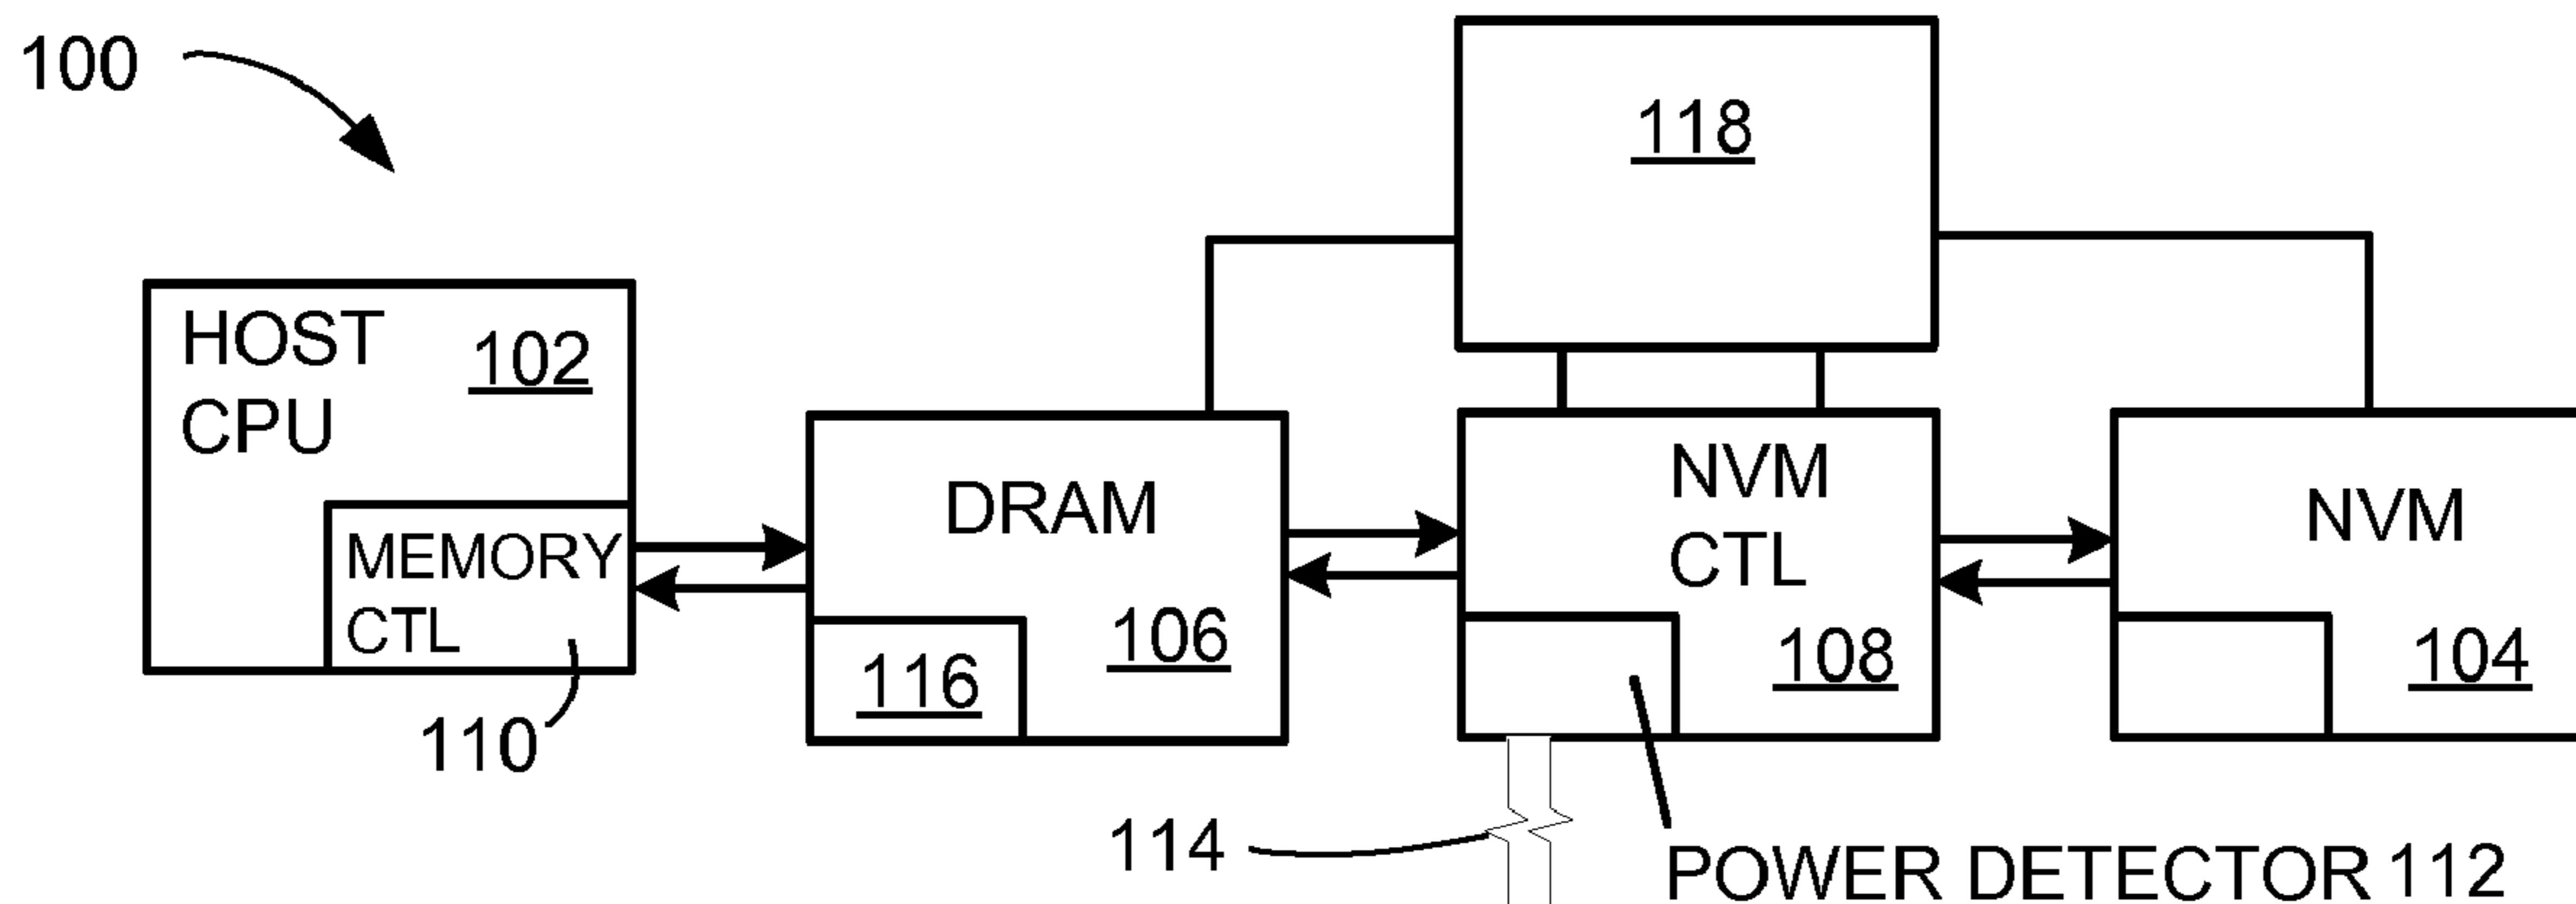 100
118
HOST
CPU
102
MEMORY
CTL
110
DRAM
106
116
NVM
CTL
108
NVM
104
114
POWER DETECTOR 112